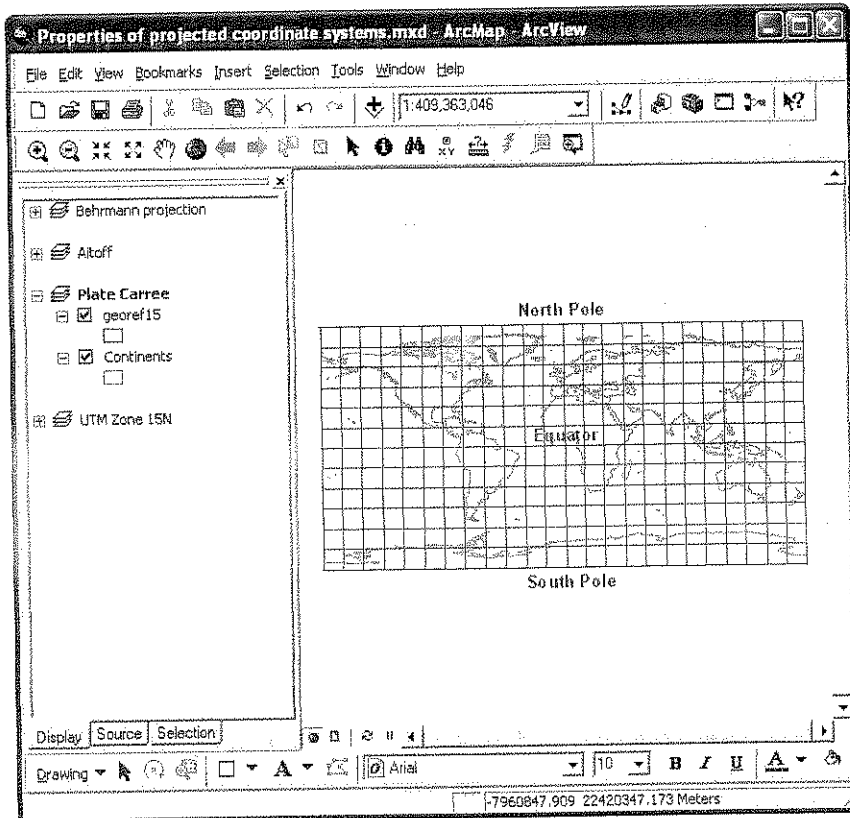 Properties of projected coordinate systems.mxd - ArcMap - ArcView
File Edit View Bookmarks Insert Selection Tools Window Help
1:409,363,046
Behrmann projection
Aitoff
Plate Carree
georef15
Continents
UTM Zone 15N
North Pole
Equator
South Pole
Display Source Selection
Drawing A Arial 10 B I U A
-7960847.909 22420347.173 Meters